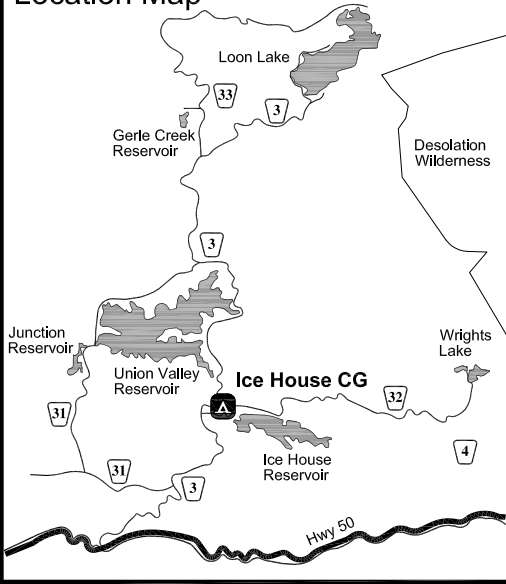 Location Map
Loon Lake
33
3
Gerle Creek
Reservoir
Desolation
Wilderness
3
Junction
Reservoir
Union Valley
Reservoir
Wrights
Lake
Ice House CG
32
31
31
3
Ice House
Reservoir
4
Hwy 50